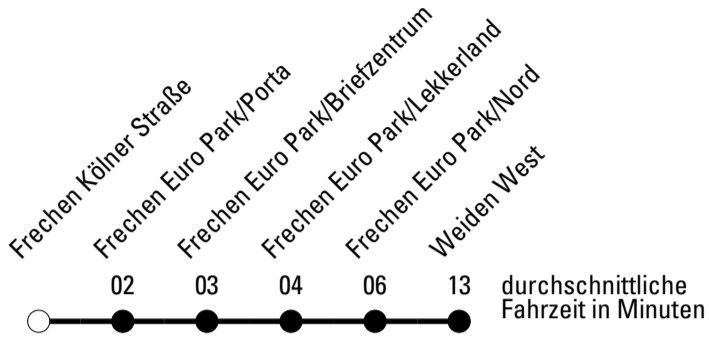 Frechen Kölner Straße
Frechen Euro Park/Porta
Frechen Euro Park/Briefzentrum
Frechen Euro Park/Lekkerland
Frechen Euro Park/Nord
Weiden West
02 03 04 06 13
durchschnittliche
Fahrzeit in Minuten